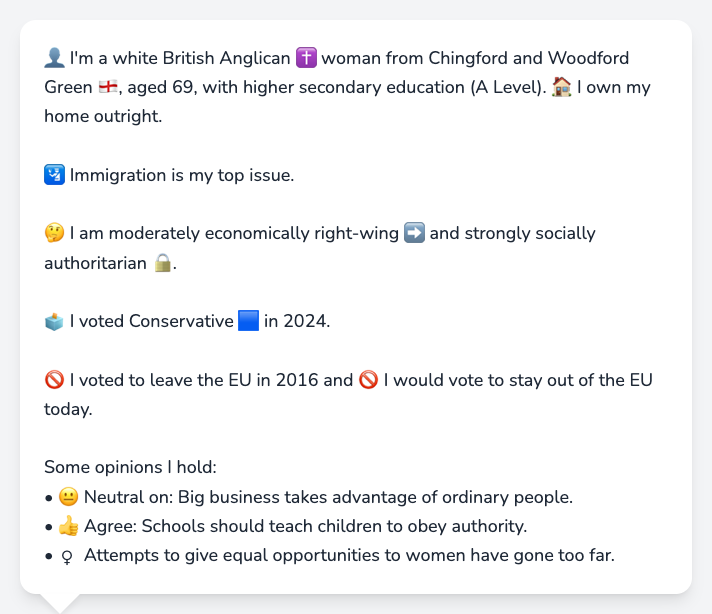 👤 I'm a white British Anglican ✝️ woman from Chingford and Woodford
Green 🏴󠁧󠁢󠁥󠁮󠁧󠁿, aged 69, with higher secondary education (A Level). 🏠 I own my
home outright.
🛂 Immigration is my top issue.
🤔 I am moderately economically right-wing ➡️ and strongly socially
authoritarian 🔒.
🗳️ I voted Conservative 🟦 in 2024.
🚫 I voted to leave the EU in 2016 and 🚫 I would vote to stay out of the EU
today.
Some opinions I hold:
• 😐 Neutral on: Big business takes advantage of ordinary people.
• 👍 Agree: Schools should teach children to obey authority.
• ♀ Attempts to give equal opportunities to women have gone too far.